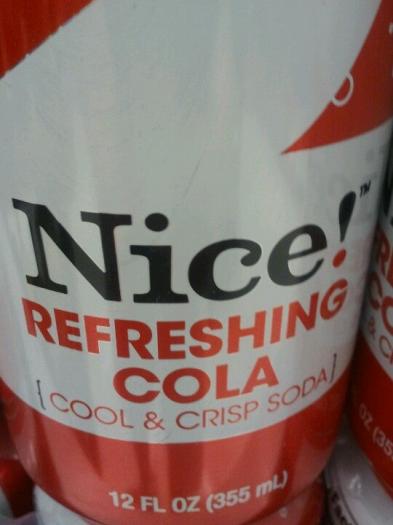 Nice!™
REFRESHING
COLA
{COOL & CRISP SODA}
12 FL OZ (355 mL)